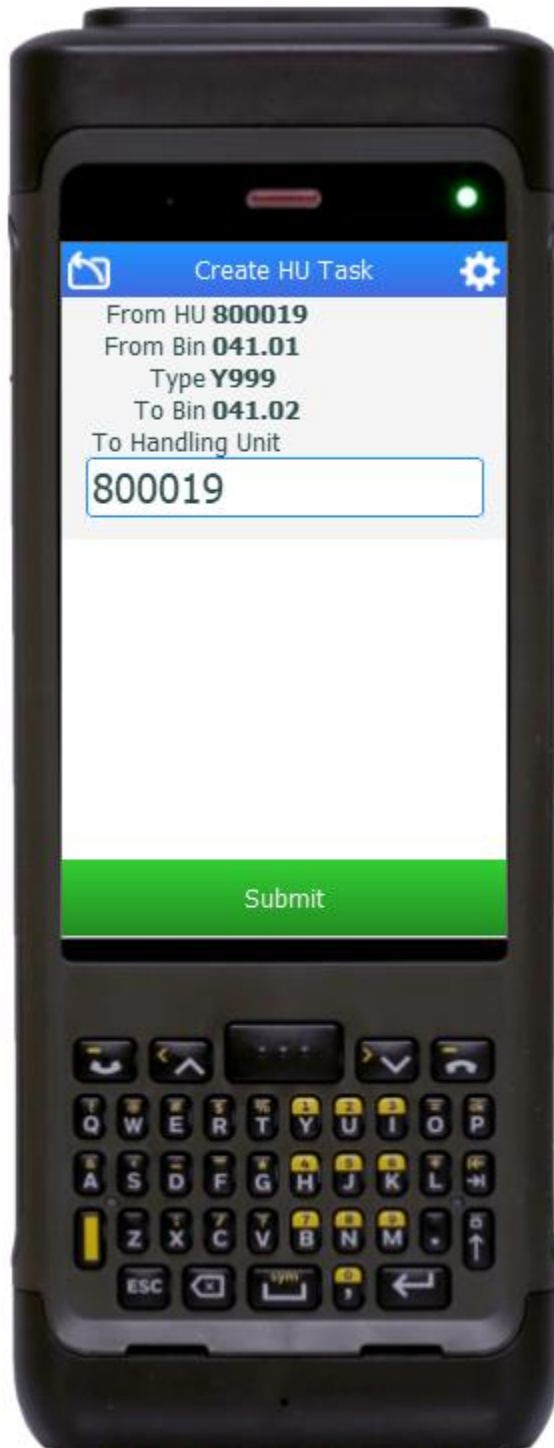 Create HU Task
From HU 800019
From Bin 041.01
Type Y999
To Bin 041.02
To Handling Unit
800019
Submit
Q W E R T Y U I O P
A S D F G H J K L
Z X C V B N M .
ESC sym ,